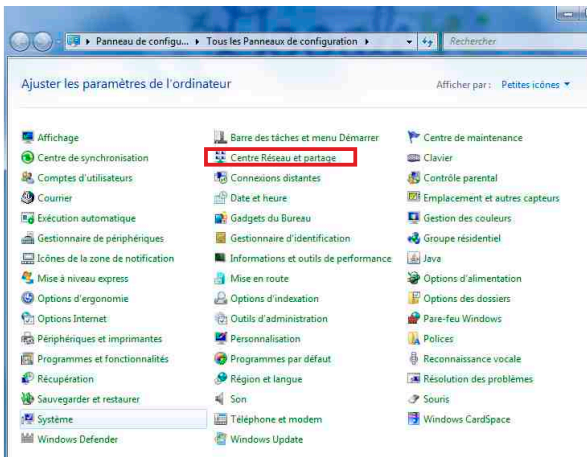 Panneau de configu... Tous les Panneaux de configuration Rechercher
Ajuster les paramètres de l'ordinateur Afficher par : Petites icônes
Affichage Barre des tâches et menu Démarrer Centre de maintenance
Centre de synchronisation Centre Réseau et partage Clavier
Comptes d'utilisateurs Connexions distantes Contrôle parental
Courrier Date et heure Emplacement et autres capteurs
Exécution automatique Gadgets du Bureau Gestion des couleurs
Gestionnaire de périphériques Gestionnaire d'identification Groupe résidentiel
Icônes de la zone de notification Informations et outils de performance Java
Mise à niveau express Mise en route Options d'alimentation
Options d'ergonomie Options d'indexation Options des dossiers
Options Internet Outils d'administration Pare-feu Windows
Périphériques et imprimantes Personnalisation Polices
Programmes et fonctionnalités Programmes par défaut Reconnaissance vocale
Récupération Région et langue Résolution des problèmes
Sauvegarder et restaurer Son Souris
Système Téléphone et modem Windows CardSpace
Windows Defender Windows Update